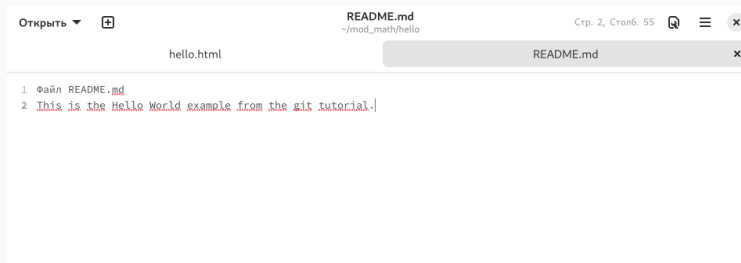 Открыть
README.md
~/mod_math/hello
Стр. 2, Столб. 55
hello.html
README.md
1 Файл README.md
2 This is the Hello World example from the git tutorial.